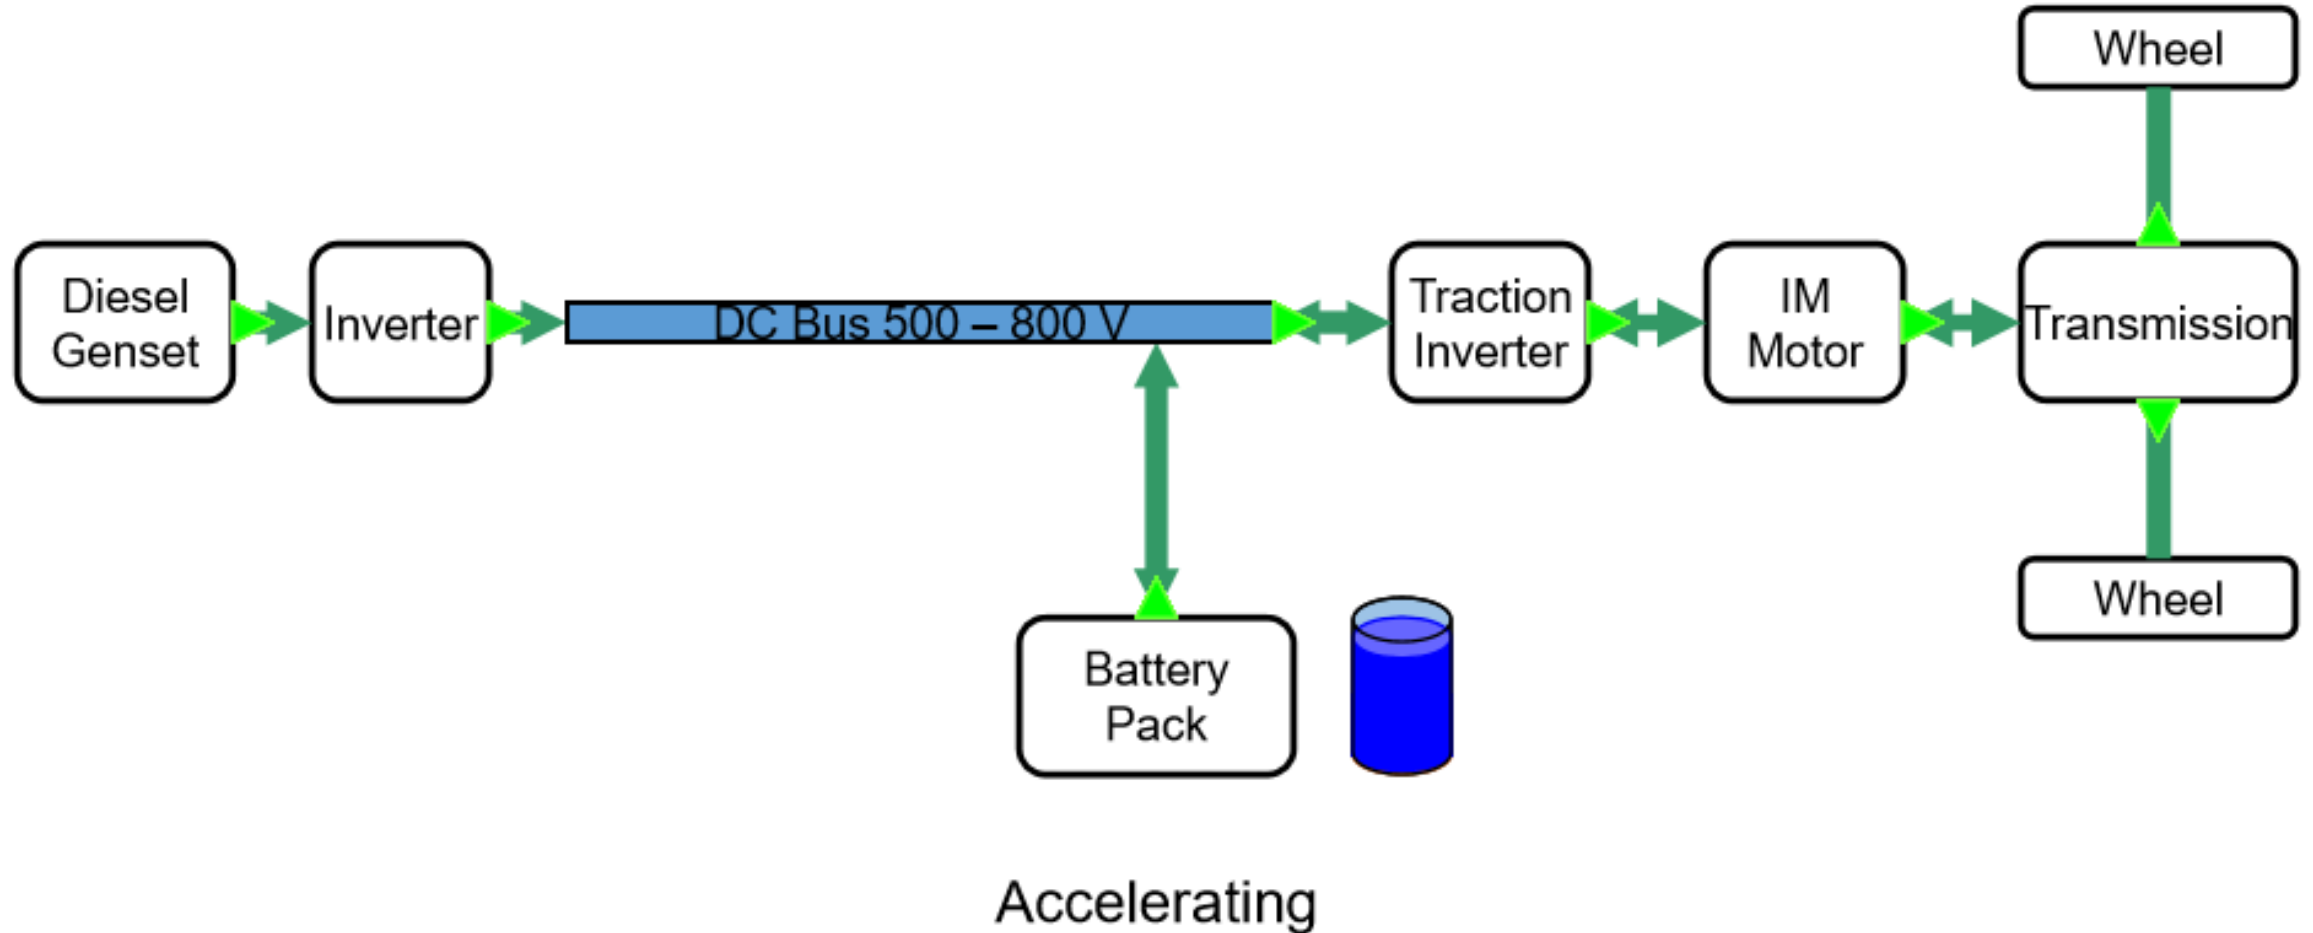 Wheel
Diesel
Genset
Inverter
DC Bus 500 – 800 V
Traction
Inverter
IM
Motor
Transmission
Wheel
Battery
Pack
Accelerating